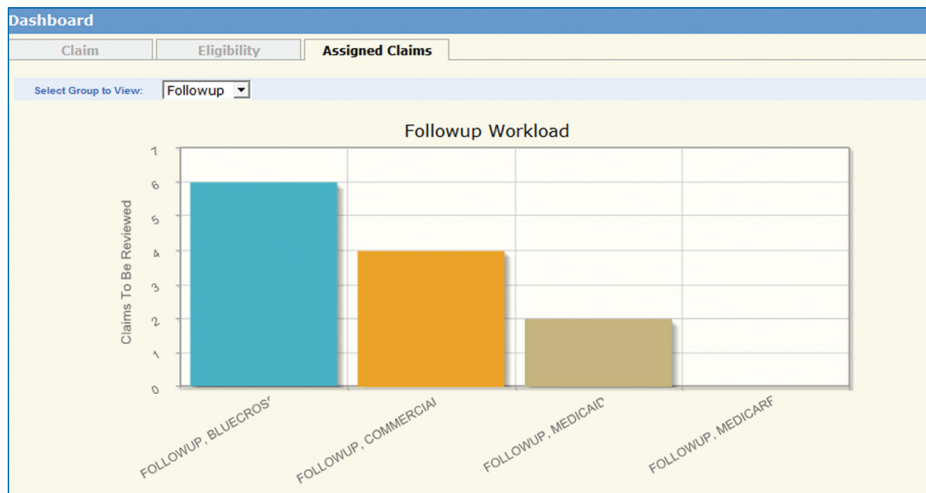 Dashboard
Claim Eligibility Assigned Claims
Select Group to View: Followup
Followup Workload
Claims To Be Reviewed
7
6
5
4
3
2
1
0
FOLLOWUP, BLUECROS
FOLLOWUP, COMMERCIAL
FOLLOWUP, MEDICAID
FOLLOWUP, MEDICARE